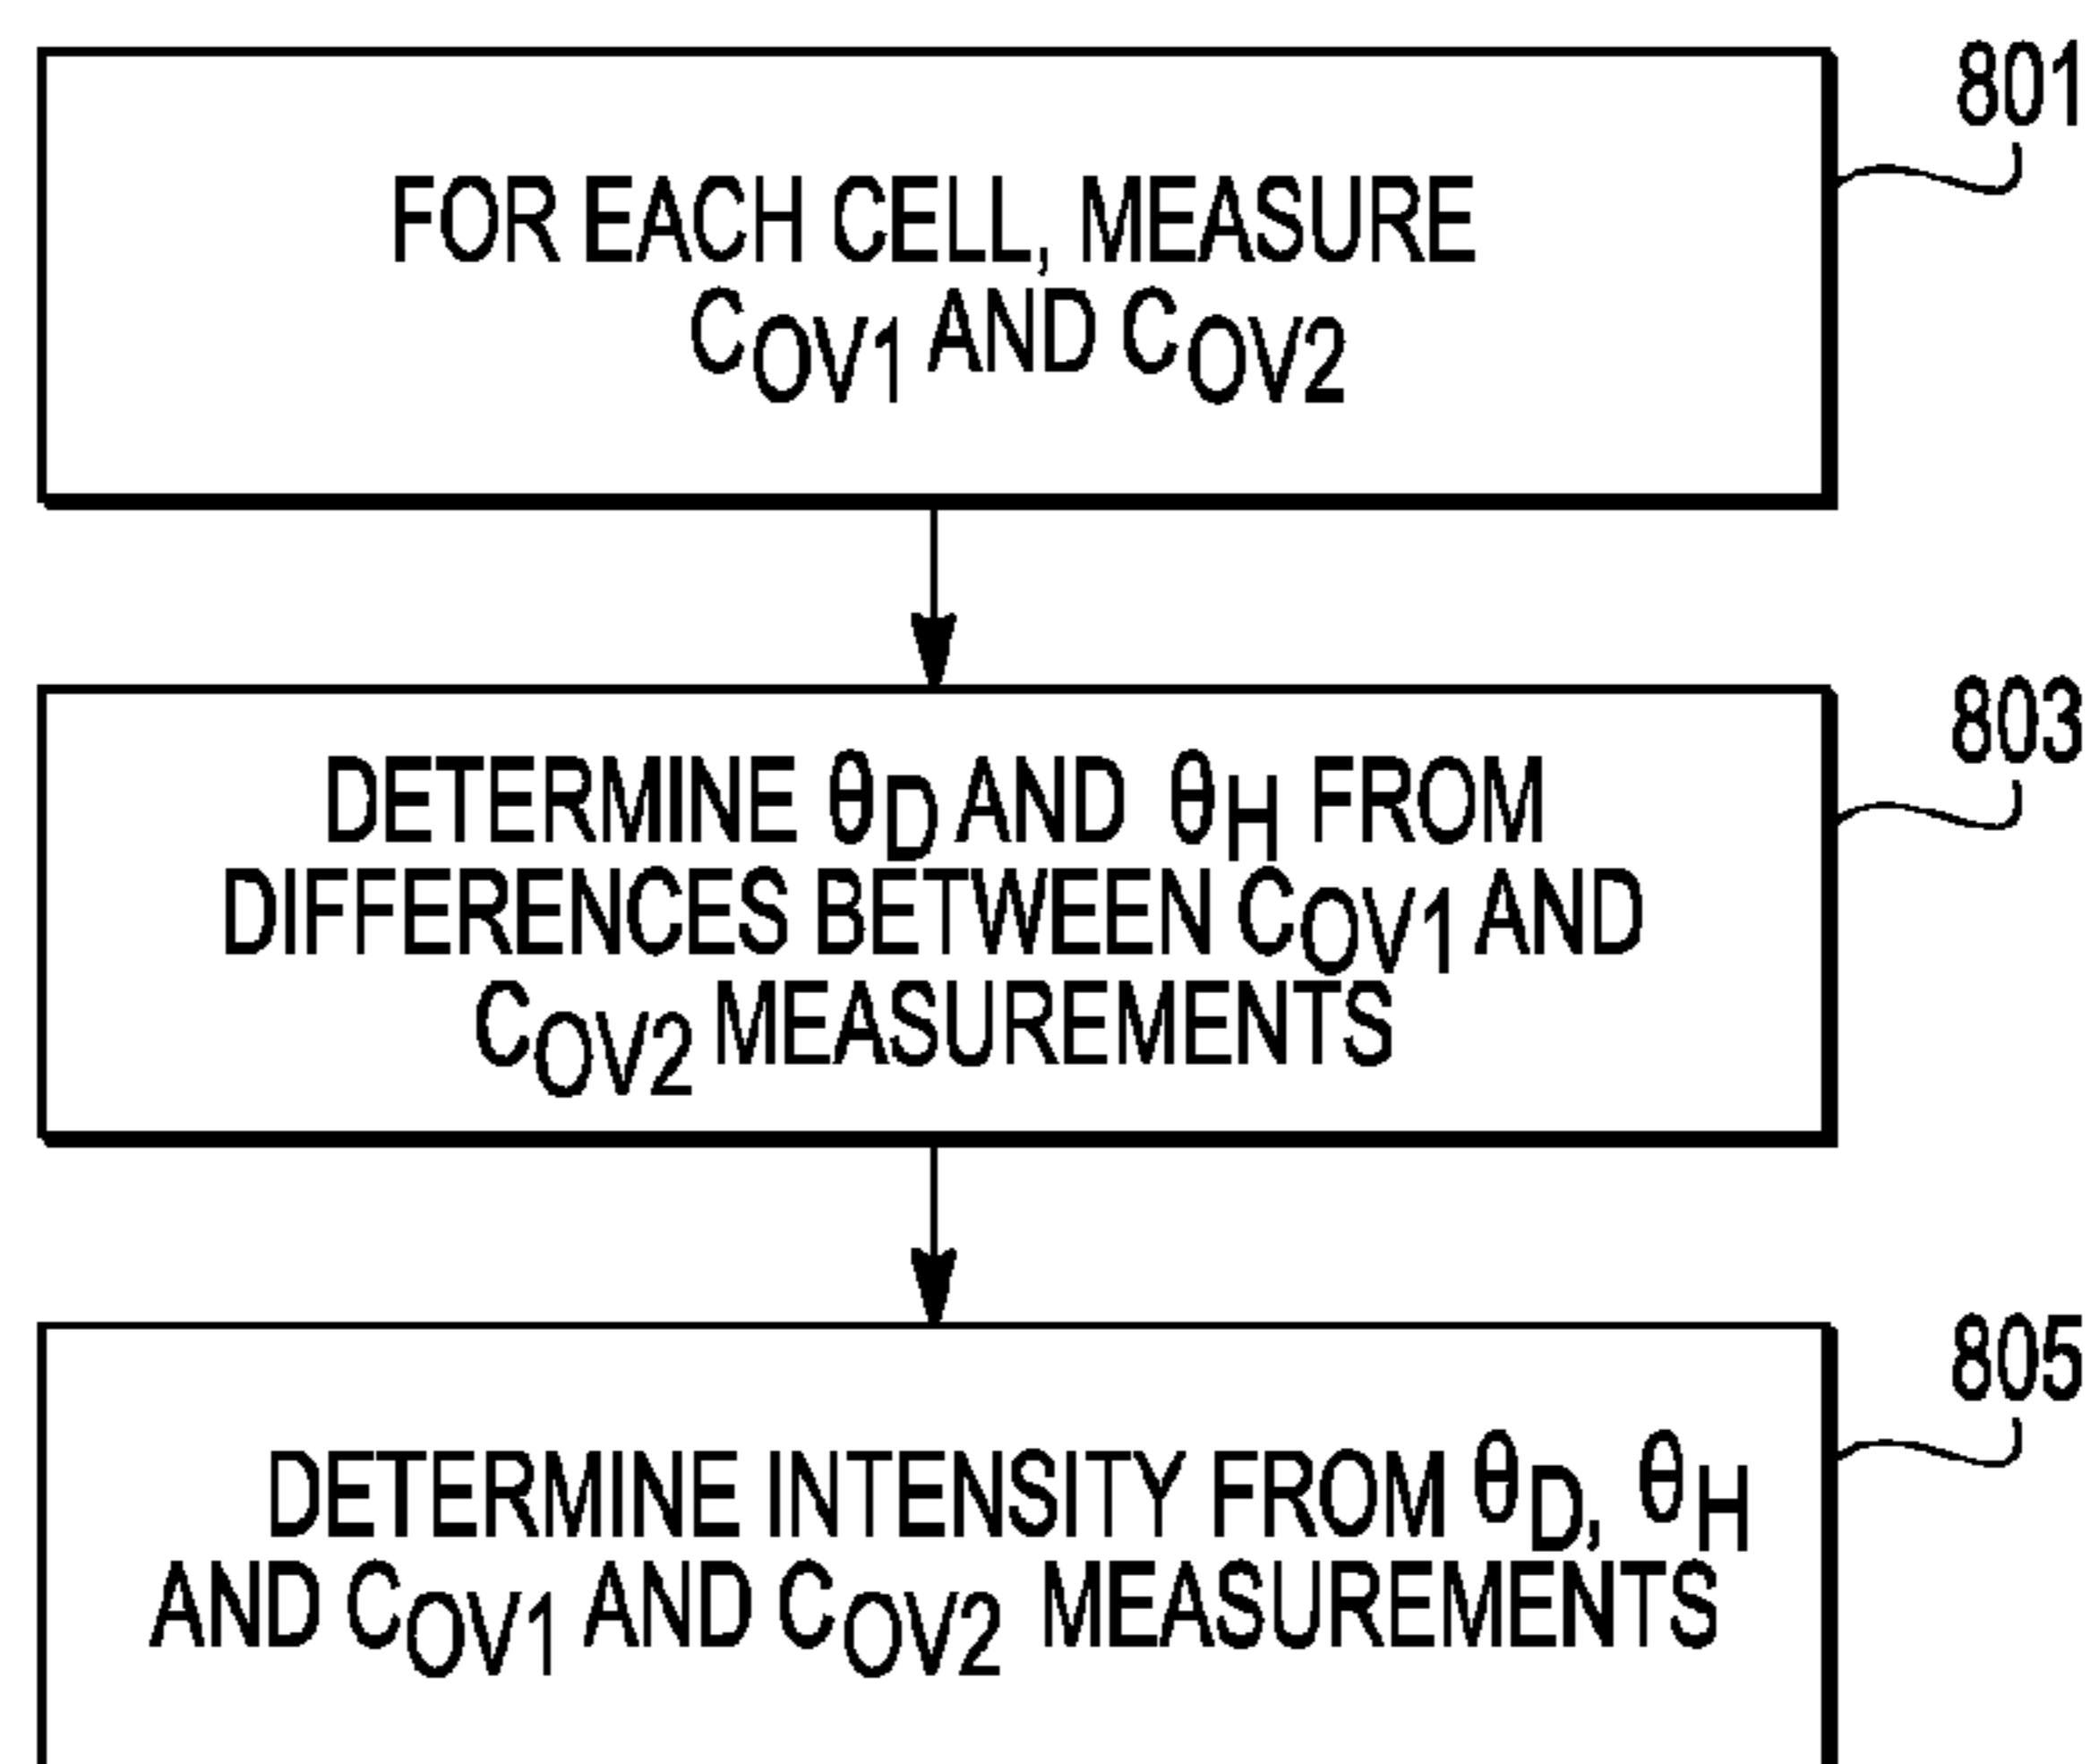 801
FOR EACH CELL, MEASURE
COV1 AND COV2
803
DETERMINE θD AND θH FROM
DIFFERENCES BETWEEN COV1 AND
COV2 MEASUREMENTS
805
DETERMINE INTENSITY FROM θD, θH
AND COV1 AND COV2 MEASUREMENTS